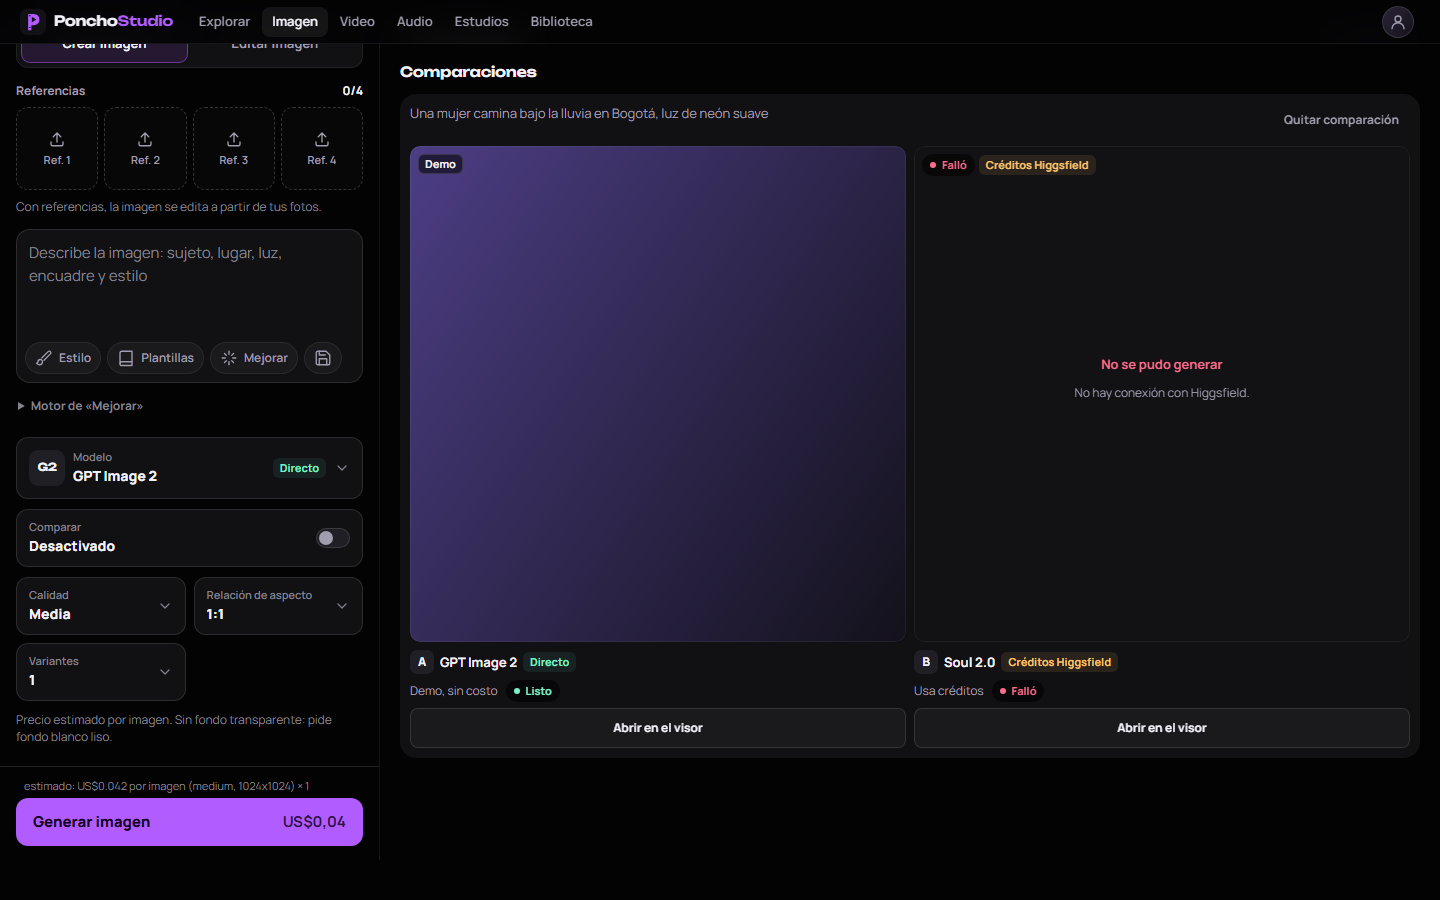 PonchoStudio
Explorar
Imagen
Video
Audio
Estudios
Biblioteca
Crear imagen
Editar imagen
Referencias
0/4
Ref. 1
Ref. 2
Ref. 3
Ref. 4
Con referencias, la imagen se edita a partir de tus fotos.
Describe la imagen: sujeto, lugar, luz,
encuadre y estilo
Estilo
Plantillas
Mejorar
Motor de «Mejorar»
G2
Modelo
GPT Image 2
Directo
Comparar
Desactivado
Calidad
Media
Relación de aspecto
1:1
Variantes
1
Precio estimado por imagen. Sin fondo transparente: pide
fondo blanco liso.
estimado: US$0.042 por imagen (medium, 1024x1024) × 1
Generar imagen
US$0,04
Comparaciones
Una mujer camina bajo la lluvia en Bogotá, luz de neón suave
Quitar comparación
Demo
A
GPT Image 2
Directo
Demo, sin costo
Listo
Abrir en el visor
Falló
Créditos Higgsfield
No se pudo generar
No hay conexión con Higgsfield.
B
Soul 2.0
Créditos Higgsfield
Usa créditos
Falló
Abrir en el visor